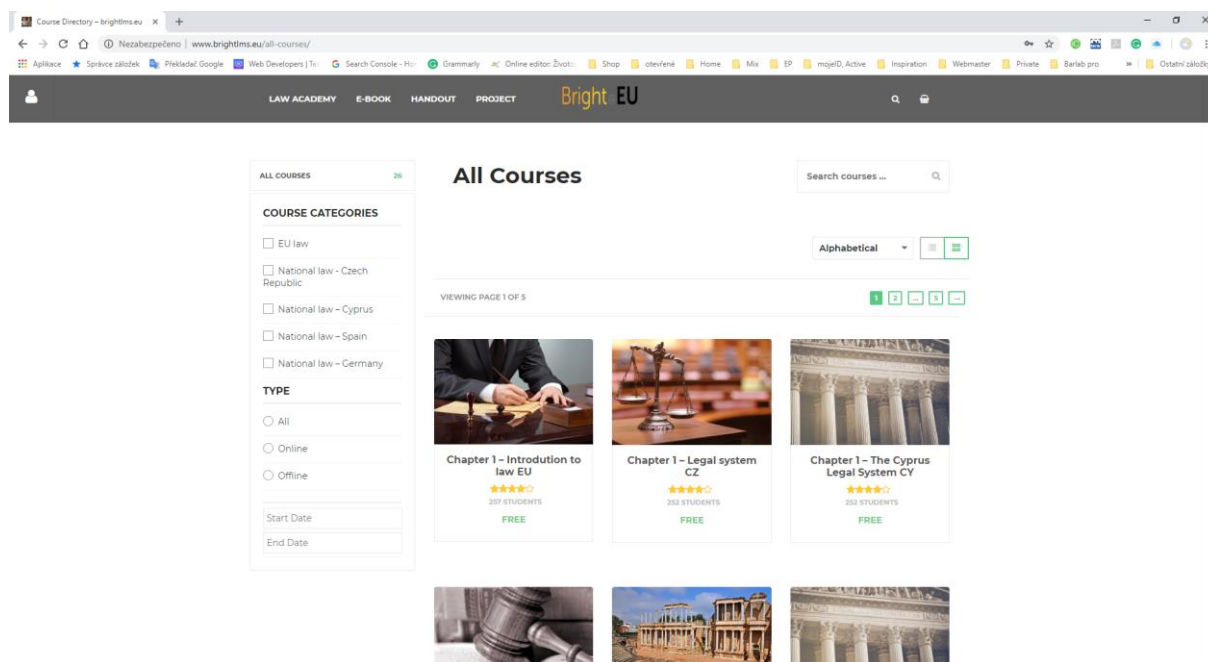 Course Directory – brightlms.eu
Nezabezpečeno | www.brightlms.eu/all-courses/
Aplikace Správce záložek Překladač Google Web Developers | Te Search Console - Ho Grammarly Online editor: Životo Shop otevřené Home Mix EP mojeID, Active Inspiration Webmaster Private Barlab pro » Ostatní záložky
LAW ACADEMY E-BOOK HANDOUT PROJECT Bright EU
ALL COURSES 26
All Courses
Search courses ...
COURSE CATEGORIES
EU law
National law - Czech
Republic
National law – Cyprus
National law – Spain
National law – Germany
TYPE
All
Online
Offline
Start Date
End Date
Alphabetical
VIEWING PAGE 1 OF 5
1 2 ... 5 →
Chapter 1 – Introdution to
law EU
257 STUDENTS
FREE
Chapter 1 – Legal system
CZ
252 STUDENTS
FREE
Chapter 1 – The Cyprus
Legal System CY
252 STUDENTS
FREE